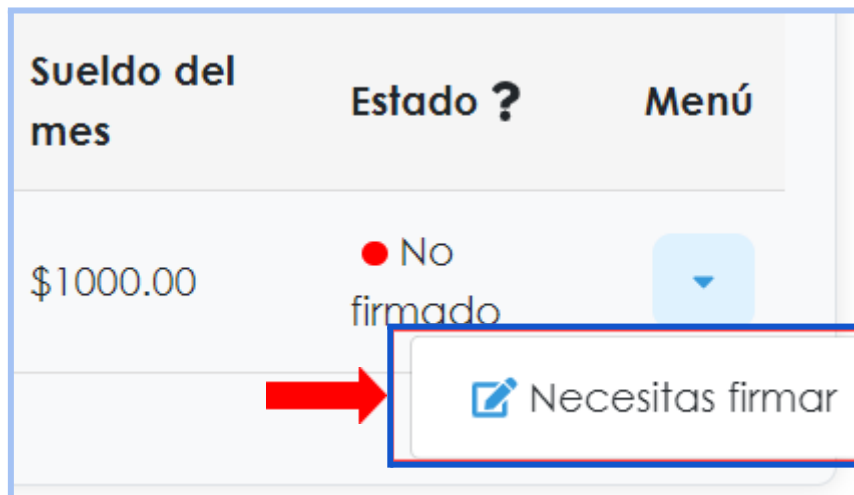 Sueldo del
mes
Estado ?
Menú
$1000.00
No
firmado
Necesitas firmar